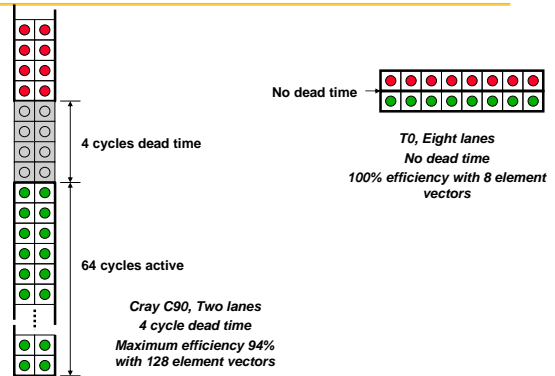 No dead time
4 cycles dead time
T0, Eight lanes
No dead time
100% efficiency with 8 element
vectors
64 cycles active
Cray C90, Two lanes
4 cycle dead time
Maximum efficiency 94%
with 128 element vectors